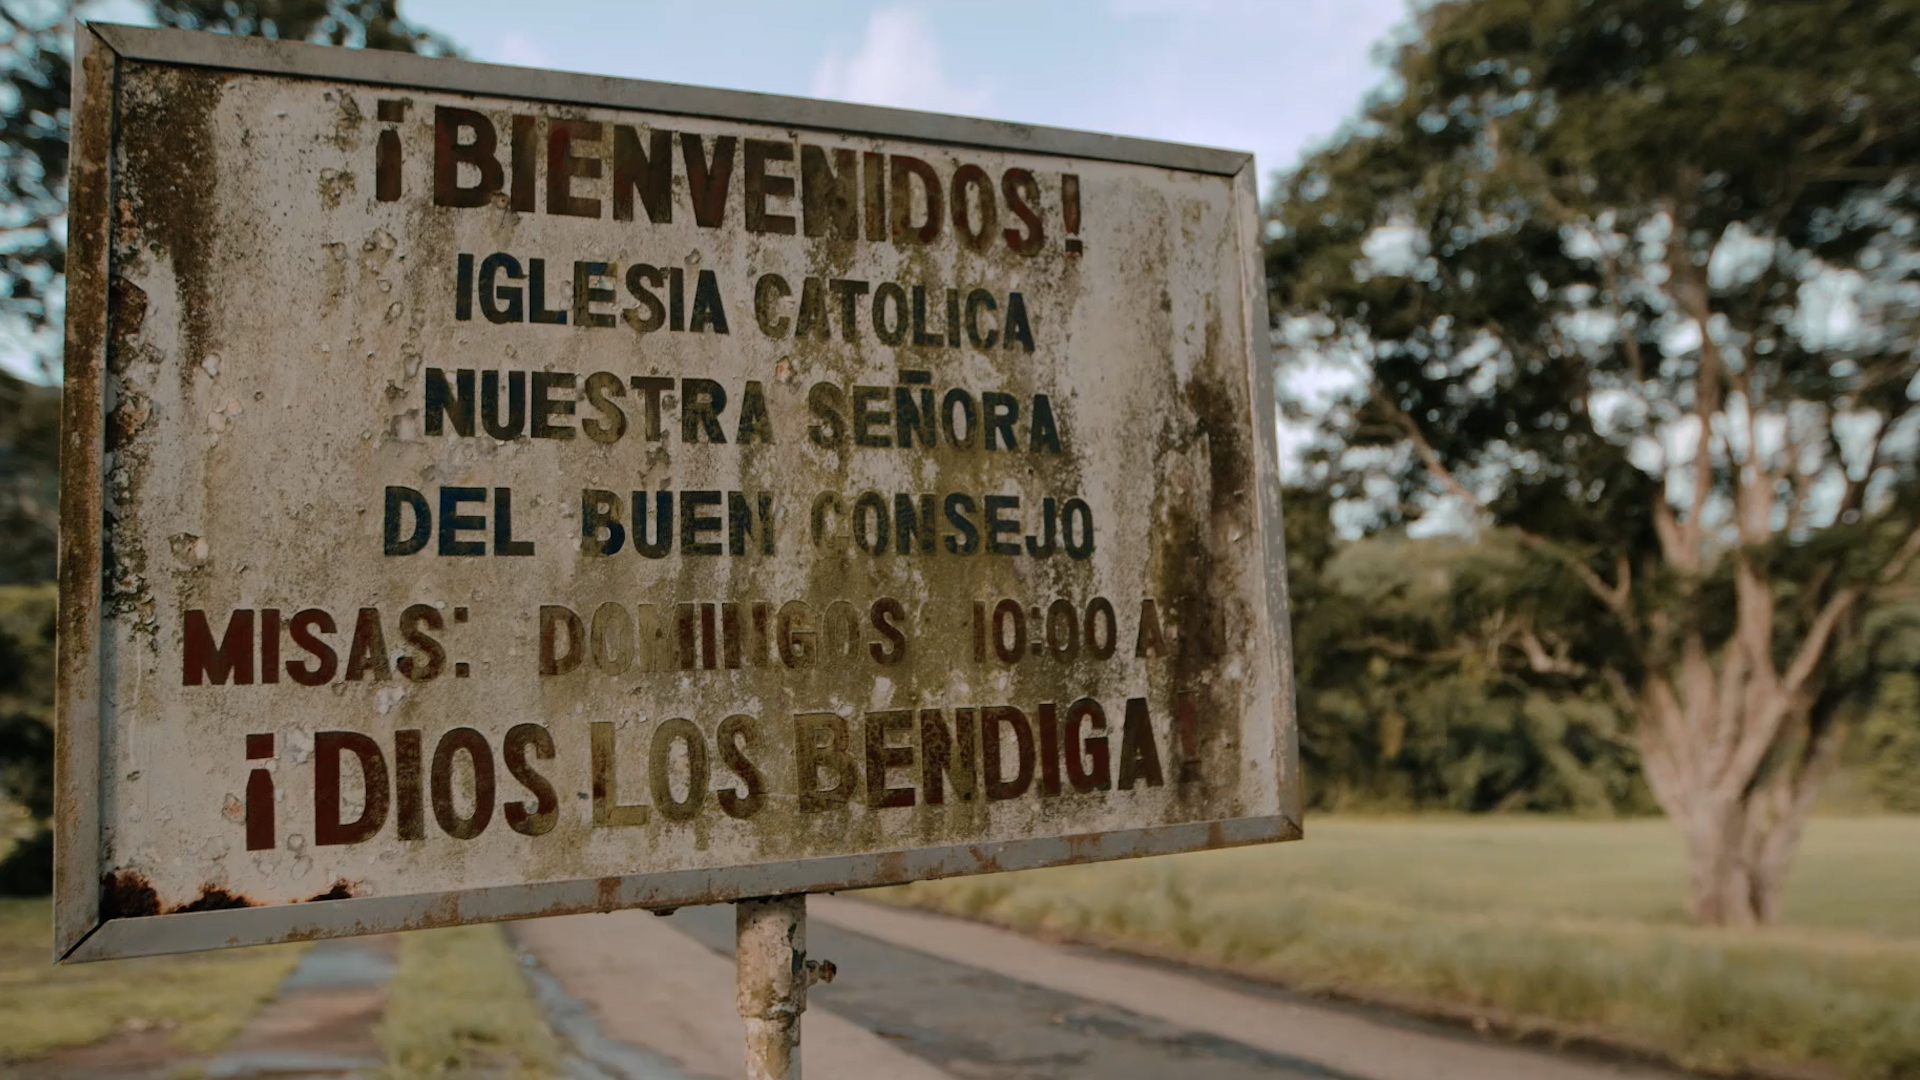 ¡BIENVENIDOS!
IGLESIA CATOLICA
NUESTRA SEÑORA
DEL BUEN CONSEJO
MISAS: DOMINGOS 10:00 A
¡DIOS LOS BENDIGA!